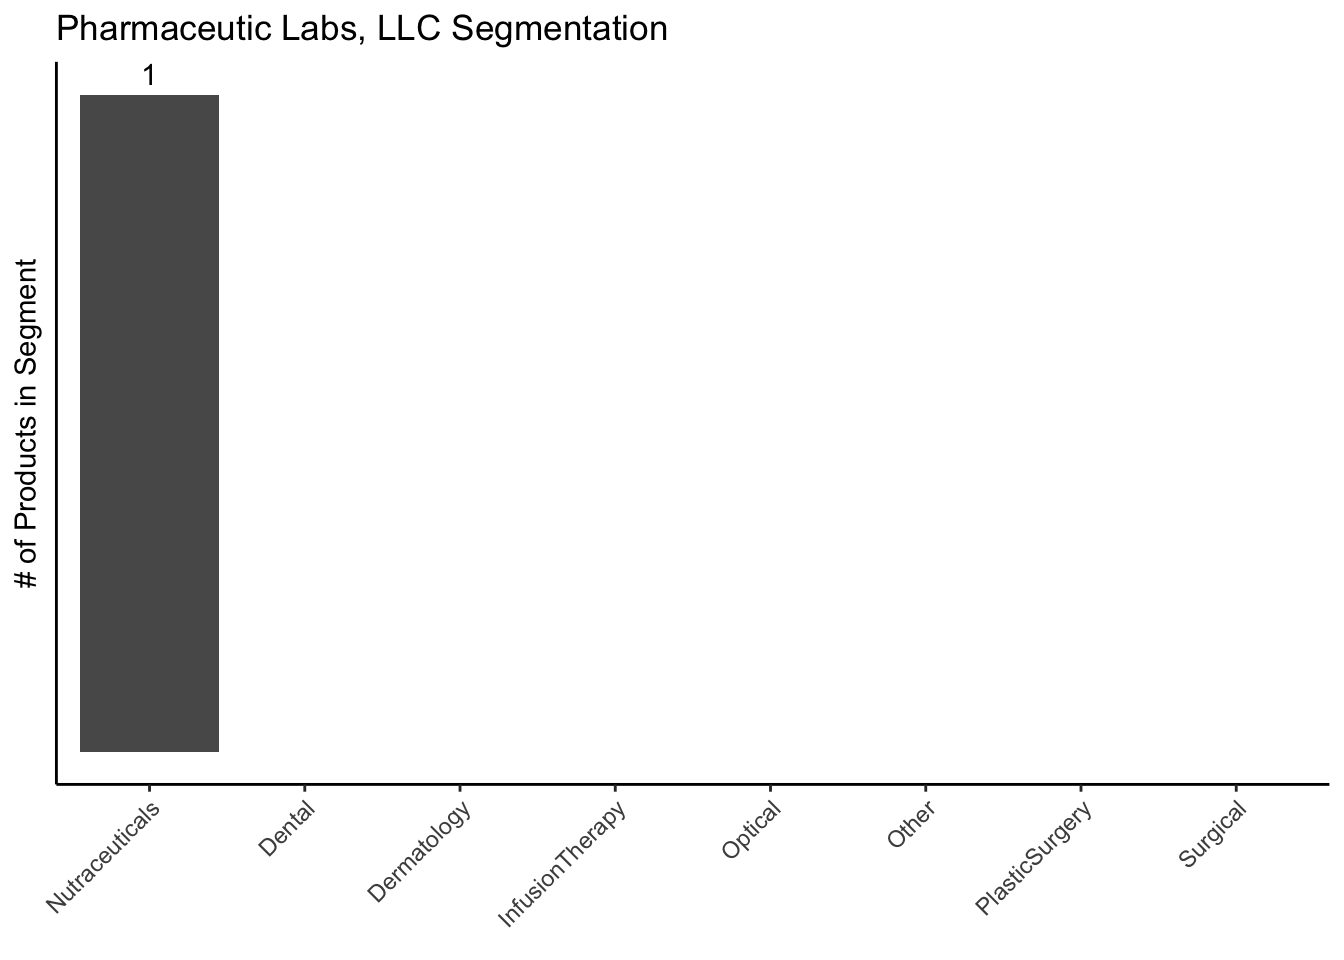 Pharmaceutic Labs, LLC Segmentation
1
# of Products in Segment
Nutraceuticals
Dental
Dermatology
InfusionTherapy
Optical
Other
PlasticSurgery
Surgical